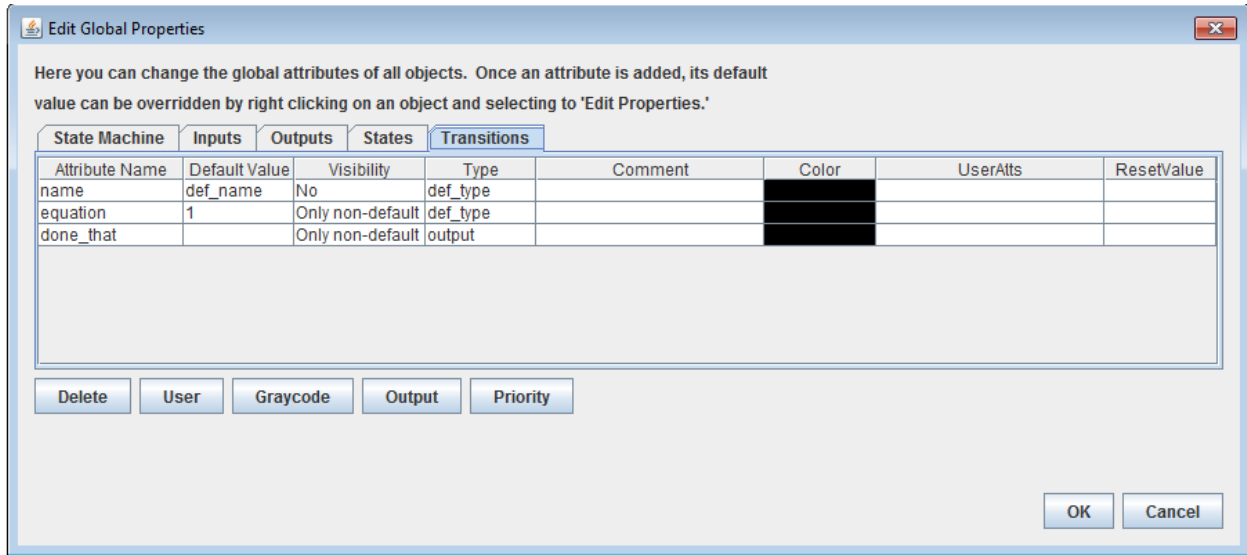 Edit Global Properties
Here you can change the global attributes of all objects. Once an attribute is added, its default
value can be overridden by right clicking on an object and selecting to 'Edit Properties.'
State Machine Inputs Outputs States Transitions
Attribute Name Default Value Visibility Type Comment Color UserAtts ResetValue
name def_name No def_type
equation 1 Only non-default def_type
done_that Only non-default output
Delete User Graycode Output Priority
OK Cancel